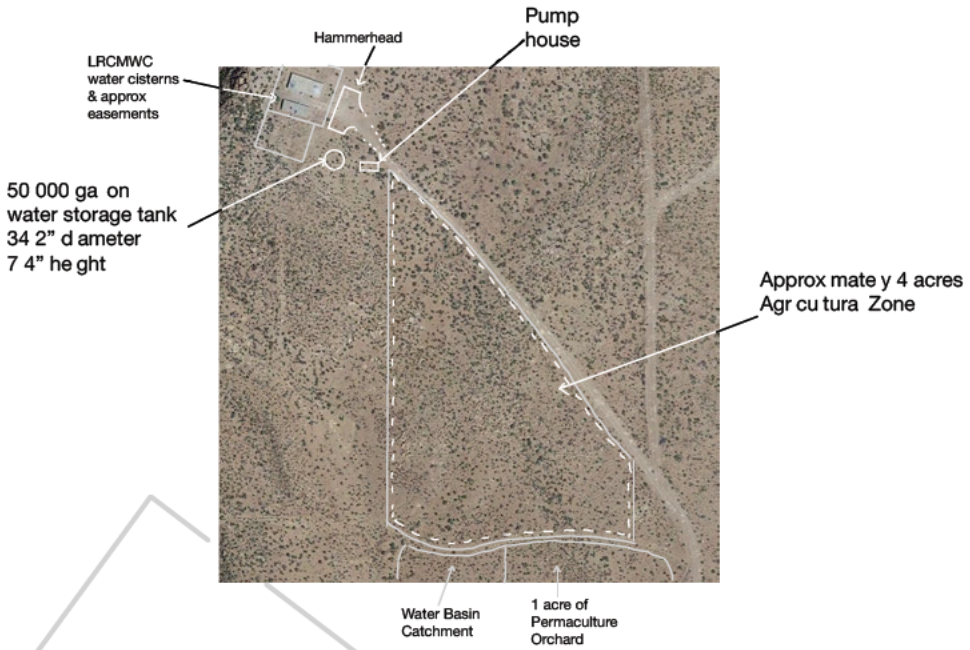 Pump
house
Hammerhead
LRCMWC
water cisterns
& approx
easements
50 000 ga on
water storage tank
34 2” d ameter
7 4” he ght
Approx mate y 4 acres
Agr cu tura Zone
Water Basin
Catchment
1 acre of
Permaculture
Orchard